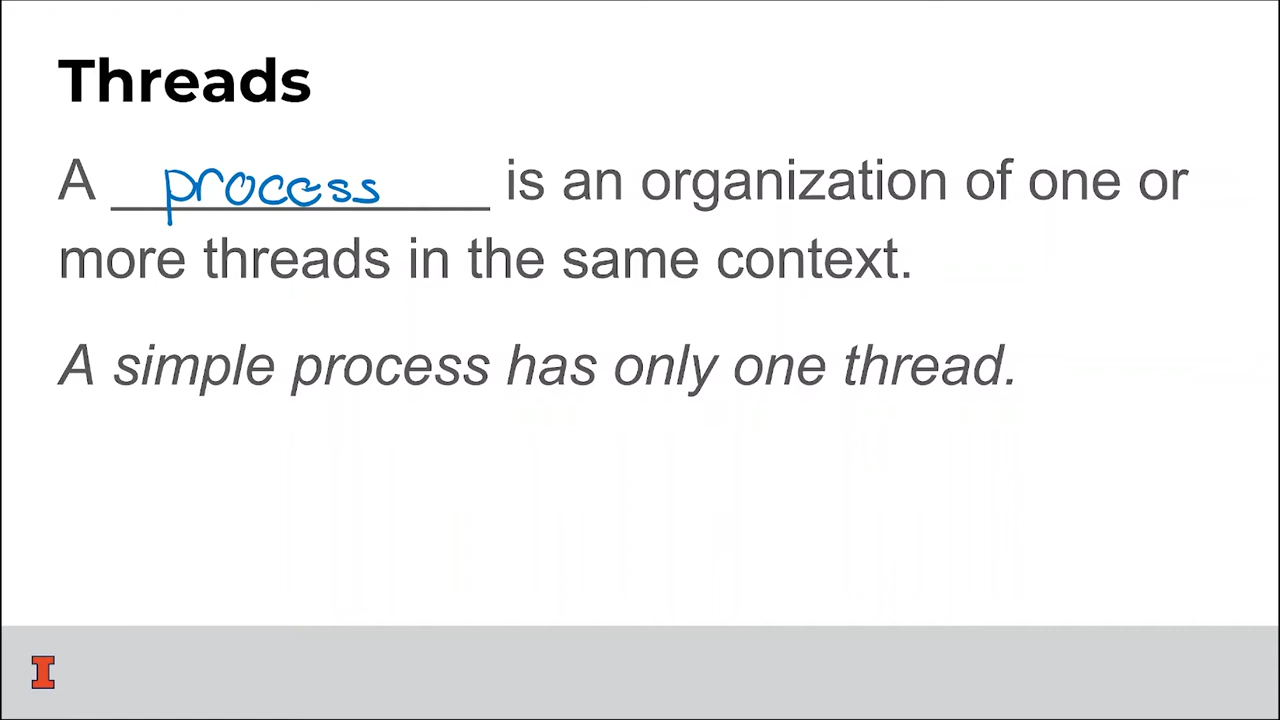 Threads
A process is an organization of one or
more threads in the same context.
A simple process has only one thread.
I